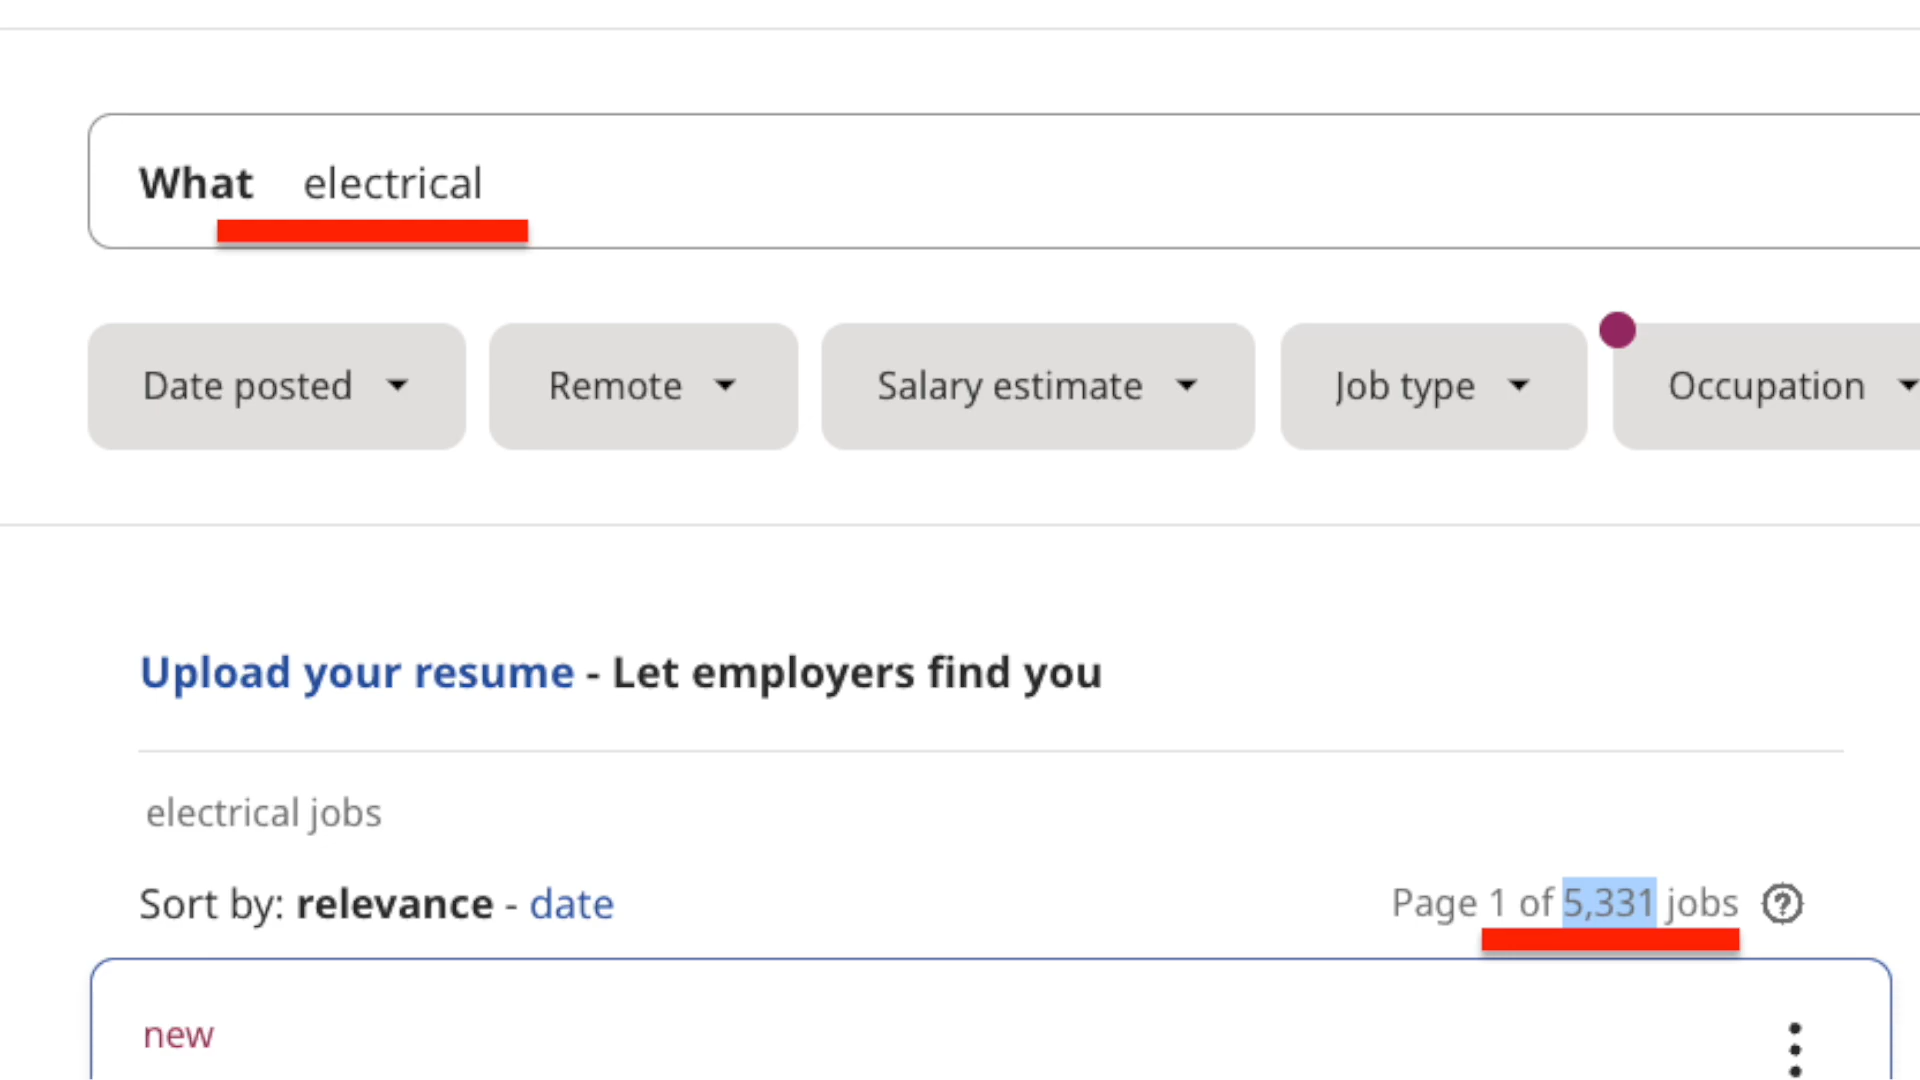 What electrical
Date posted Remote Salary estimate Job type Occupation
Upload your resume - Let employers find you
electrical jobs
Sort by: relevance - date Page 1 of 5,331 jobs ?
new